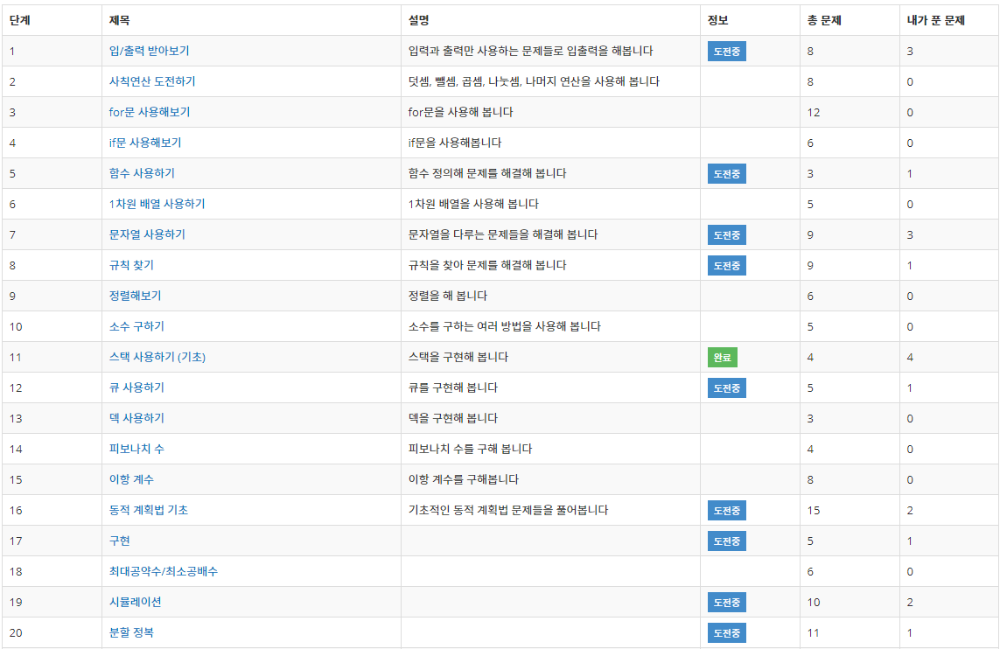 단계 제목 설명 정보 총 문제 내가 푼 문제
1 입/출력 받아보기 입력과 출력만 사용하는 문제들로 입출력을 해봅니다 도전중 8 3
2 사칙연산 도전하기 덧셈, 뺄셈, 곱셈, 나눗셈, 나머지 연산을 사용해 봅니다 8 0
3 for문 사용해보기 for문을 사용해 봅니다 12 0
4 if문 사용해보기 if문을 사용해봅니다 6 0
5 함수 사용하기 함수 정의해 문제를 해결해 봅니다 도전중 3 1
6 1차원 배열 사용하기 1차원 배열을 사용해 봅니다 5 0
7 문자열 사용하기 문자열을 다루는 문제들을 해결해 봅니다 도전중 9 3
8 규칙 찾기 규칙을 찾아 문제를 해결해 봅니다 도전중 9 1
9 정렬해보기 정렬을 해 봅니다 6 0
10 소수 구하기 소수를 구하는 여러 방법을 사용해 봅니다 5 0
11 스택 사용하기 (기초) 스택을 구현해 봅니다 완료 4 4
12 큐 사용하기 큐를 구현해 봅니다 도전중 5 1
13 덱 사용하기 덱을 구현해 봅니다 3 0
14 피보나치 수 피보나치 수를 구해 봅니다 4 0
15 이항 계수 이항 계수를 구해봅니다 8 0
16 동적 계획법 기초 기초적인 동적 계획법 문제들을 풀어봅니다 도전중 15 2
17 구현 도전중 5 1
18 최대공약수/최소공배수 6 0
19 시뮬레이션 도전중 10 2
20 분할 정복 도전중 11 1